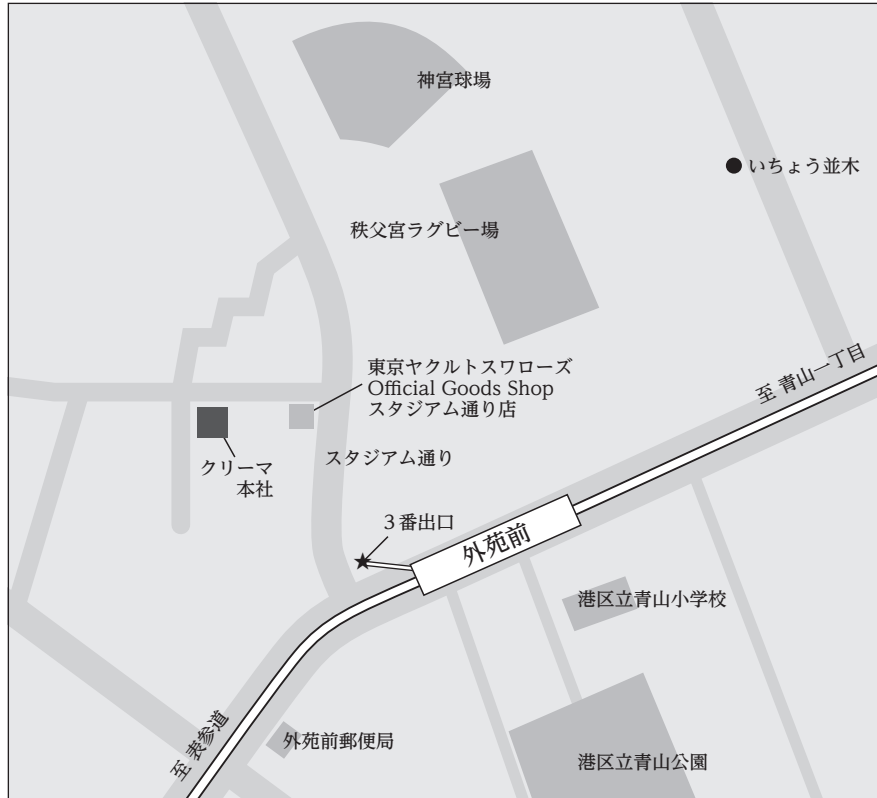 神宮球場
いちょう並木
秩父宮ラグビー場
至 青山一丁目
東京ヤクルトスワローズ
Official Goods Shop
スタジアム通り店
クリーマ
本社
スタジアム通り
3番出口
外苑前
港区立青山小学校
至 表参道
外苑前郵便局
港区立青山公園